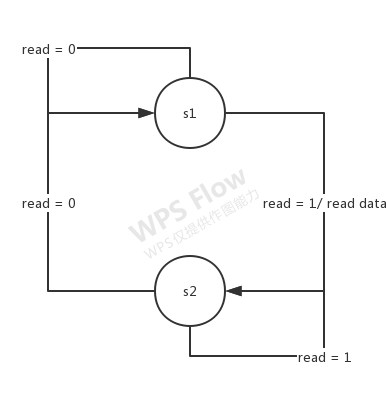 read = 0
s1
WPS Flow
WPS仅提供作图能力
read = 0
read = 1/ read data
s2
read = 1